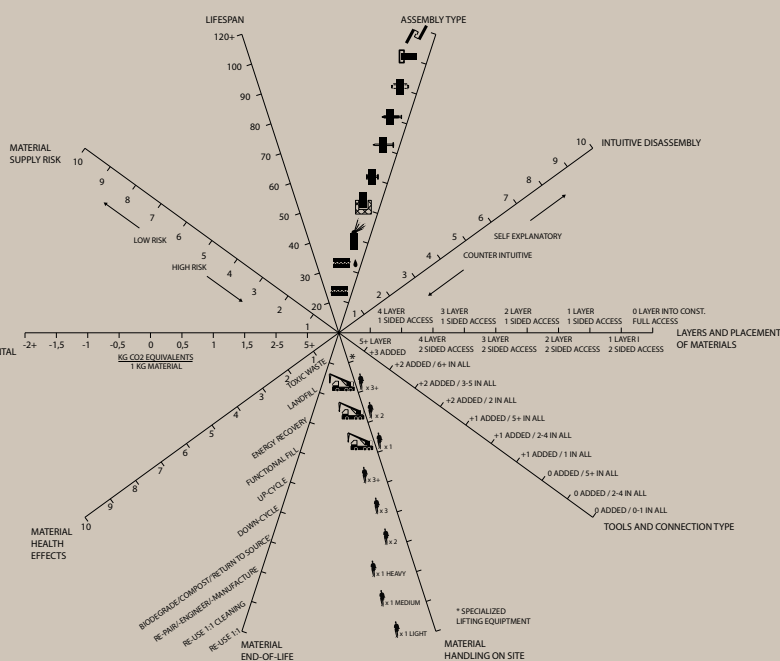 LIFESPAN
120+
100
90
80
70
60
50
40
30
20
ASSEMBLY TYPE
1
INTUITIVE DISASSEMBLY
10
9
8
7
6
5
4
3
2
SELF EXPLANATORY
COUNTER INTUITIVE
MATERIAL
SUPPLY RISK
10
9
8
7
6
5
4
3
2
1
LOW RISK
HIGH RISK
4 LAYER
1 SIDED ACCESS
3 LAYER
1 SIDED ACCESS
2 LAYER
1 SIDED ACCESS
1 LAYER
1 SIDED ACCESS
0 LAYER INTO CONST.
FULL ACCESS
5+ LAYER
4 LAYER
2 SIDED ACCESS
3 LAYER
2 SIDED ACCESS
2 LAYER
2 SIDED ACCESS
1 LAYER I
2 SIDED ACCESS
LAYERS AND PLACEMENT
OF MATERIALS
NTAL
-2+
-1,5
-1
-0,5
0
0,5
1
1,5
2
2-5
5+
KG CO2 EQUIVALENTS
1 KG MATERIAL
+3 ADDED
+2 ADDED / 6+ IN ALL
+2 ADDED / 3-5 IN ALL
+2 ADDED / 2 IN ALL
+1 ADDED / 5+ IN ALL
+1 ADDED / 2-4 IN ALL
+1 ADDED / 1 IN ALL
0 ADDED / 5+ IN ALL
0 ADDED / 2-4 IN ALL
0 ADDED / 0-1 IN ALL
TOOLS AND CONNECTION TYPE
1
2
3
4
5
6
7
8
9
10
MATERIAL
HEALTH
EFFECTS
TOXIC WASTE
LANDFILL
ENERGY RECOVERY
FUNCTIONAL FILL
UP-CYCLE
DOWN-CYCLE
BIODEGRADE/COMPOST/'RETURN TO SOURCE'
RE-PAIR/-ENGINEER/-MANUFACTURE
RE-USE 1:1 CLEANING
RE-USE 1:1
MATERIAL
END-OF-LIFE
*
x 3+
x 2
x 1
x 3+
x 3
x 2
x 1 HEAVY
x 1 MEDIUM
x 1 LIGHT
* SPECIALIZED
LIFTING EQUIPTMENT
MATERIAL
HANDLING ON SITE